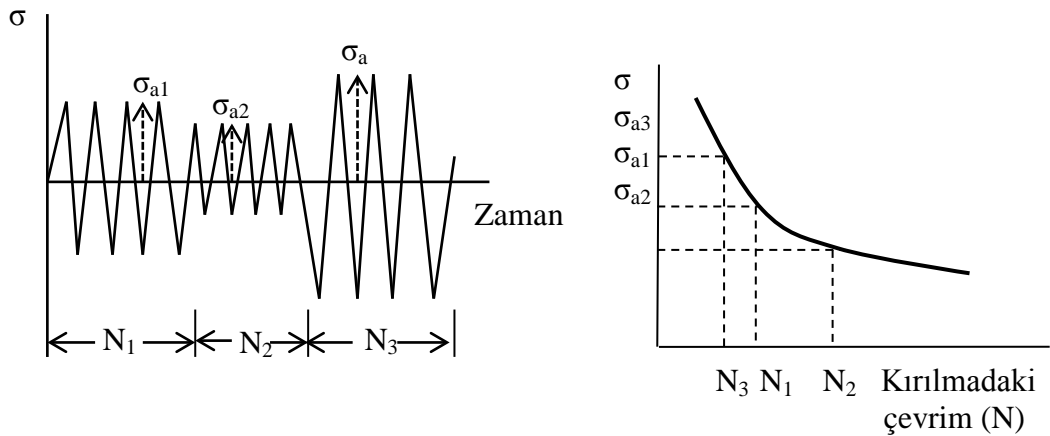 σ
σₐ₁
σₐ₂
σₐ
Zaman
N₁
N₂
N₃
σ
σₐ₃
σₐ₁
σₐ₂
N₃ N₁ N₂ Kırılmadaki
çevrim (N)